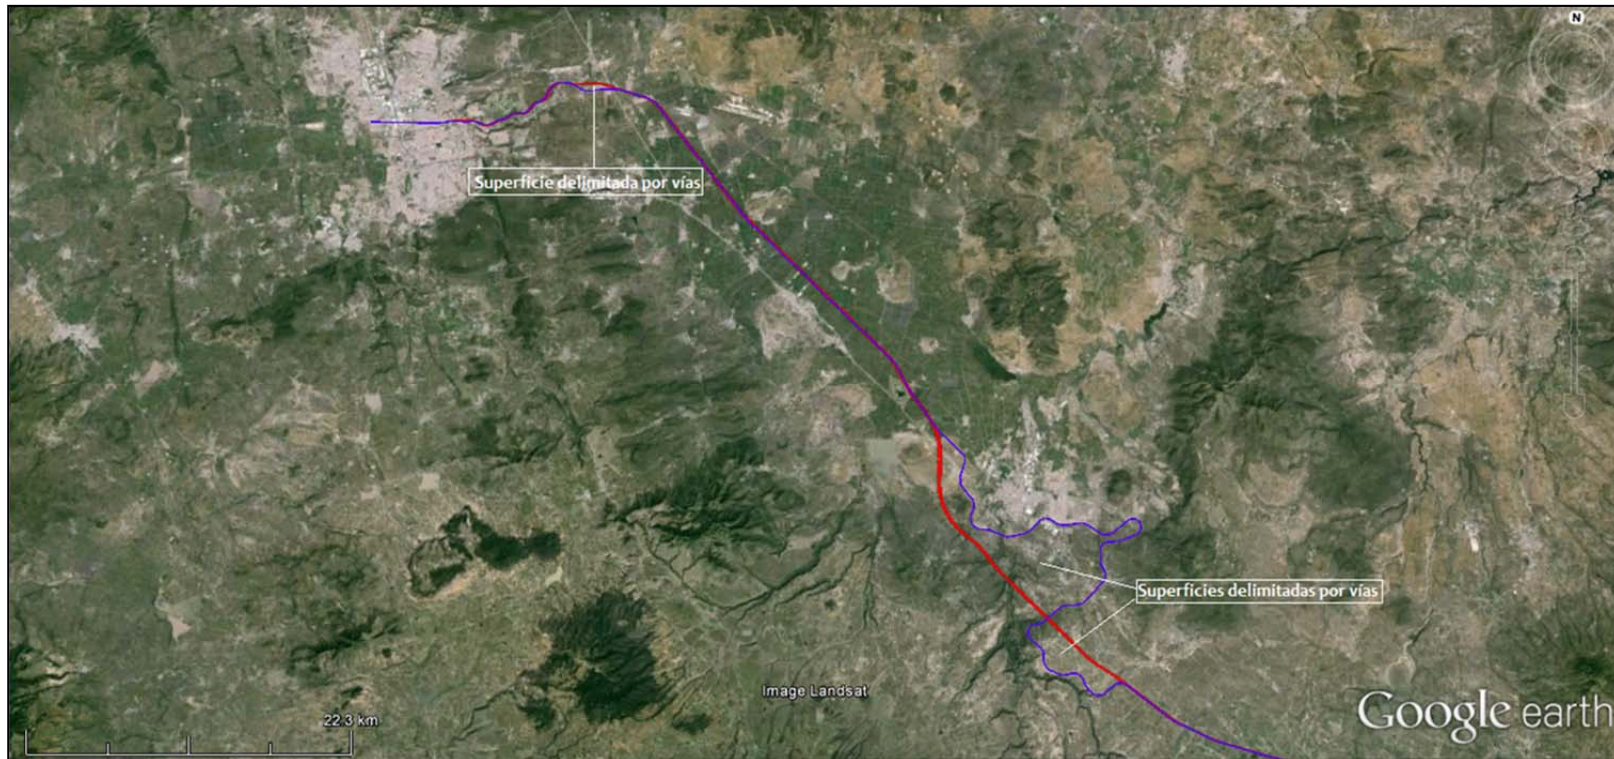 N
Superficie delimitada por vías
Superficies delimitadas por vías
Image Landsat
22.3 km
Google earth